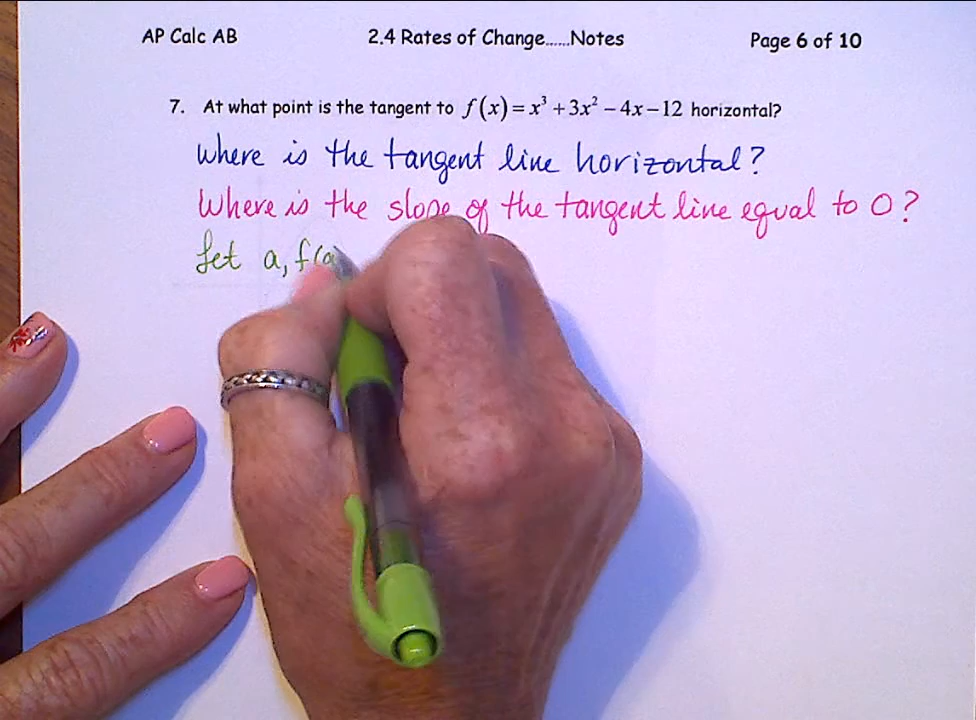 AP Calc AB 2.4 Rates of Change......Notes Page 6 of 10
7. At what point is the tangent to f(x) = x³ + 3x² − 4x − 12 horizontal?
Where is the tangent line horizontal?
Where is the slope of the tangent line equal to 0?
Let a, f(a